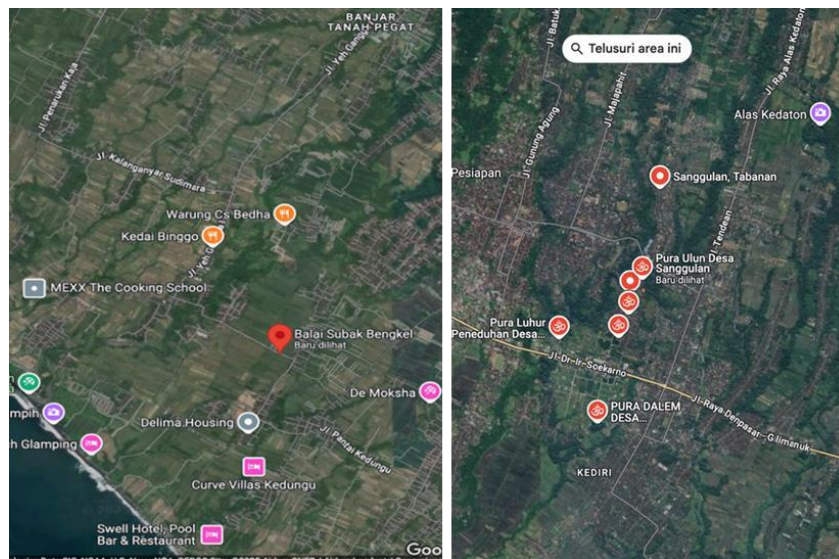 BANJAR
TANAH PEGAT
Jl. Yeh Gangga
Jl. Penarukan Kaja
Jl. Kalanganyar Sudimara
Warung Cs Bedha
Kedai Binggo
MEXX The Cooking School
Balai Subak Bengkel
Baru dilihat
De Moksha
Delima Housing
Jl. Pantai Kedungu
h Glamping
Curve Villas Kedungu
Swell Hotel, Pool
Bar & Restaurant
Goo
Telusuri area ini
Jl. Batuk
Jl. Majapahit
Jl. Raya Alas Kedaton
Alas Kedaton
Jl. Gunung Agung
Pesiapan
Sanggulan, Tabanan
Jl. Tendean
Pura Ulun Desa
Sanggulan
Baru dilihat
Pura Luhur
Peneduhan Desa...
Jl. Dr. Ir. Soekarno
Jl. Raya Denpasar - Gilimanuk
PURA DALEM
DESA...
KEDIRI